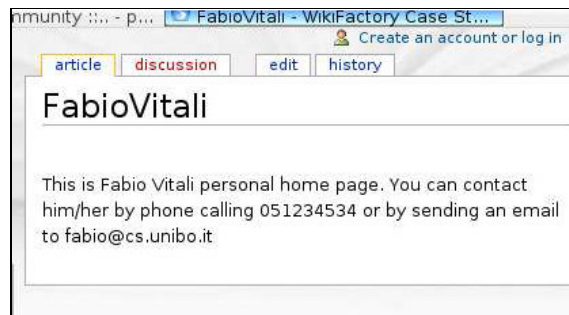 mmunity ::.. - p... FabioVitali - WikiFactory Case St...
Create an account or log in
article discussion edit history
FabioVitali
This is Fabio Vitali personal home page. You can contact
him/her by phone calling 051234534 or by sending an email
to fabio@cs.unibo.it